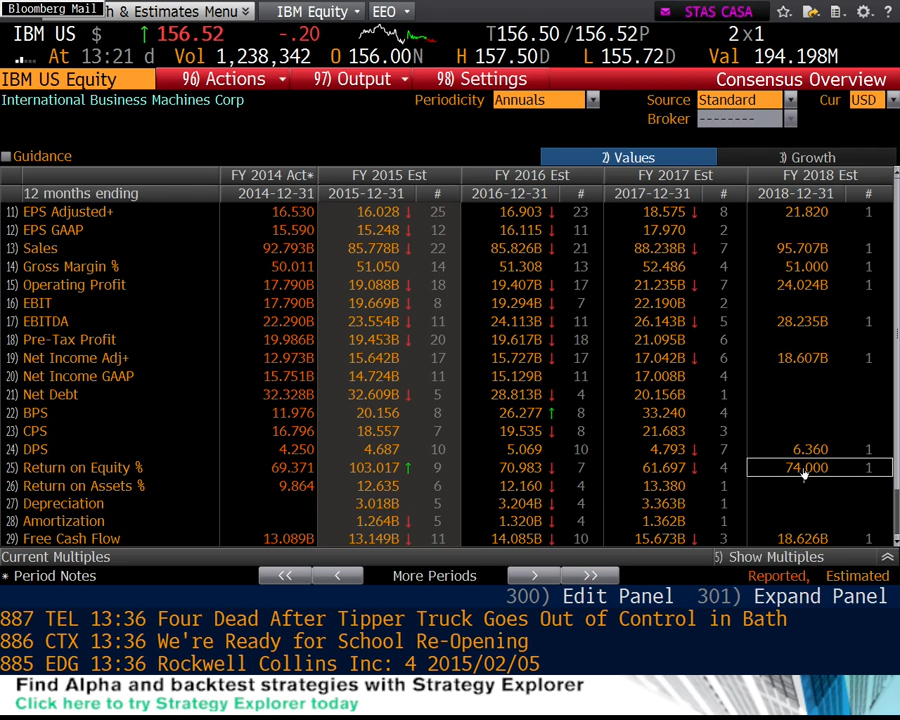 Bloomberg Mail h & Estimates Menu IBM Equity EEO STAS CASA ?
IBM US $ ↑ 156.52 -.20 T156.50 /156.52P 2x1
At 13:21 d Vol 1,238,342 O 156.00N H 157.50D L 155.72D Val 194.198M
IBM US Equity 96) Actions 97) Output 98) Settings Consensus Overview
International Business Machines Corp Periodicity Annuals Source Standard Cur USD
Broker --------
Guidance 2) Values 3) Growth
FY 2014 Act* FY 2015 Est FY 2016 Est FY 2017 Est FY 2018 Est
12 months ending 2014-12-31 2015-12-31 # 2016-12-31 # 2017-12-31 # 2018-12-31 #
11) EPS Adjusted+ 16.530 16.028 ↓ 25 16.903 ↓ 23 18.575 ↓ 8 21.820 1
12) EPS GAAP 15.590 15.248 ↓ 12 16.115 ↓ 11 17.970 2
13) Sales 92.793B 85.778B ↓ 22 85.826B ↓ 21 88.238B ↓ 7 95.707B 1
14) Gross Margin % 50.011 51.050 14 51.308 13 52.486 4 51.000 1
15) Operating Profit 17.790B 19.088B ↓ 18 19.407B ↓ 17 21.235B ↓ 7 24.024B 1
16) EBIT 17.790B 19.669B ↓ 8 19.294B ↓ 7 22.190B 2
17) EBITDA 22.290B 23.554B ↓ 11 24.113B ↓ 11 26.143B ↓ 5 28.235B 1
18) Pre-Tax Profit 19.986B 19.453B ↓ 20 19.617B ↓ 18 21.095B 6
19) Net Income Adj+ 12.973B 15.642B 17 15.727B ↓ 17 17.042B ↓ 6 18.607B 1
20) Net Income GAAP 15.751B 14.724B 11 15.129B 11 17.008B 4
21) Net Debt 32.328B 32.609B ↓ 5 28.813B ↓ 4 20.156B 1
22) BPS 11.976 20.156 8 26.277 ↑ 8 33.240 4
23) CPS 16.796 18.557 7 19.535 ↓ 8 21.683 3
24) DPS 4.250 4.687 10 5.069 10 4.793 ↓ 7 6.360 1
25) Return on Equity % 69.371 103.017 ↑ 9 70.983 ↓ 7 61.697 ↓ 4 74.000 1
26) Return on Assets % 9.864 12.635 6 12.160 ↓ 4 13.380 1
27) Depreciation 3.018B 5 3.204B ↓ 4 3.363B 1
28) Amortization 1.264B ↓ 5 1.320B ↓ 4 1.362B 1
29) Free Cash Flow 13.089B 13.149B ↓ 11 14.085B ↓ 10 15.673B ↓ 3 18.626B 1
Current Multiples 5) Show Multiples
* Period Notes << < More Periods > >> Reported, Estimated
300) Edit Panel 301) Expand Panel
887 TEL 13:36 Four Dead After Tipper Truck Goes Out of Control in Bath
886 CTX 13:36 We're Ready for School Re-Opening
885 EDG 13:36 Rockwell Collins Inc: 4 2015/02/05
Find Alpha and backtest strategies with Strategy Explorer
Click here to try Strategy Explorer today